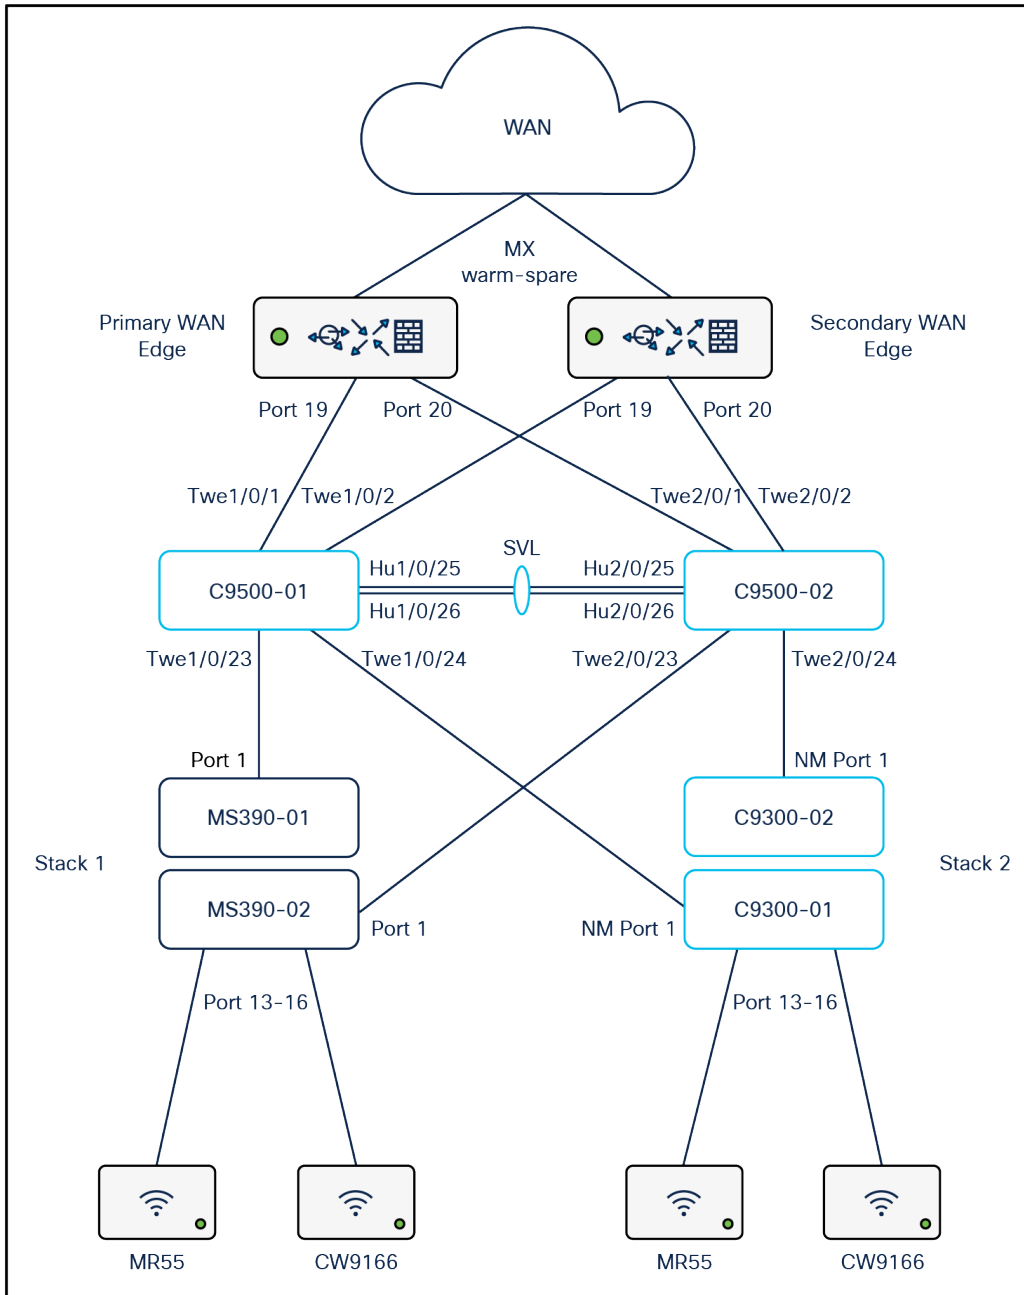 WAN
MX
warm-spare
Primary WAN
Edge
Secondary WAN
Edge
Port 19
Port 20
Port 19
Port 20
Twe1/0/1
Twe1/0/2
Twe2/0/1
Twe2/0/2
SVL
C9500-01
Hu1/0/25
Hu2/0/25
Hu1/0/26
Hu2/0/26
C9500-02
Twe1/0/23
Twe1/0/24
Twe2/0/23
Twe2/0/24
Port 1
NM Port 1
MS390-01
C9300-02
Stack 1
Stack 2
MS390-02
C9300-01
Port 1
NM Port 1
Port 13-16
Port 13-16
MR55
CW9166
MR55
CW9166